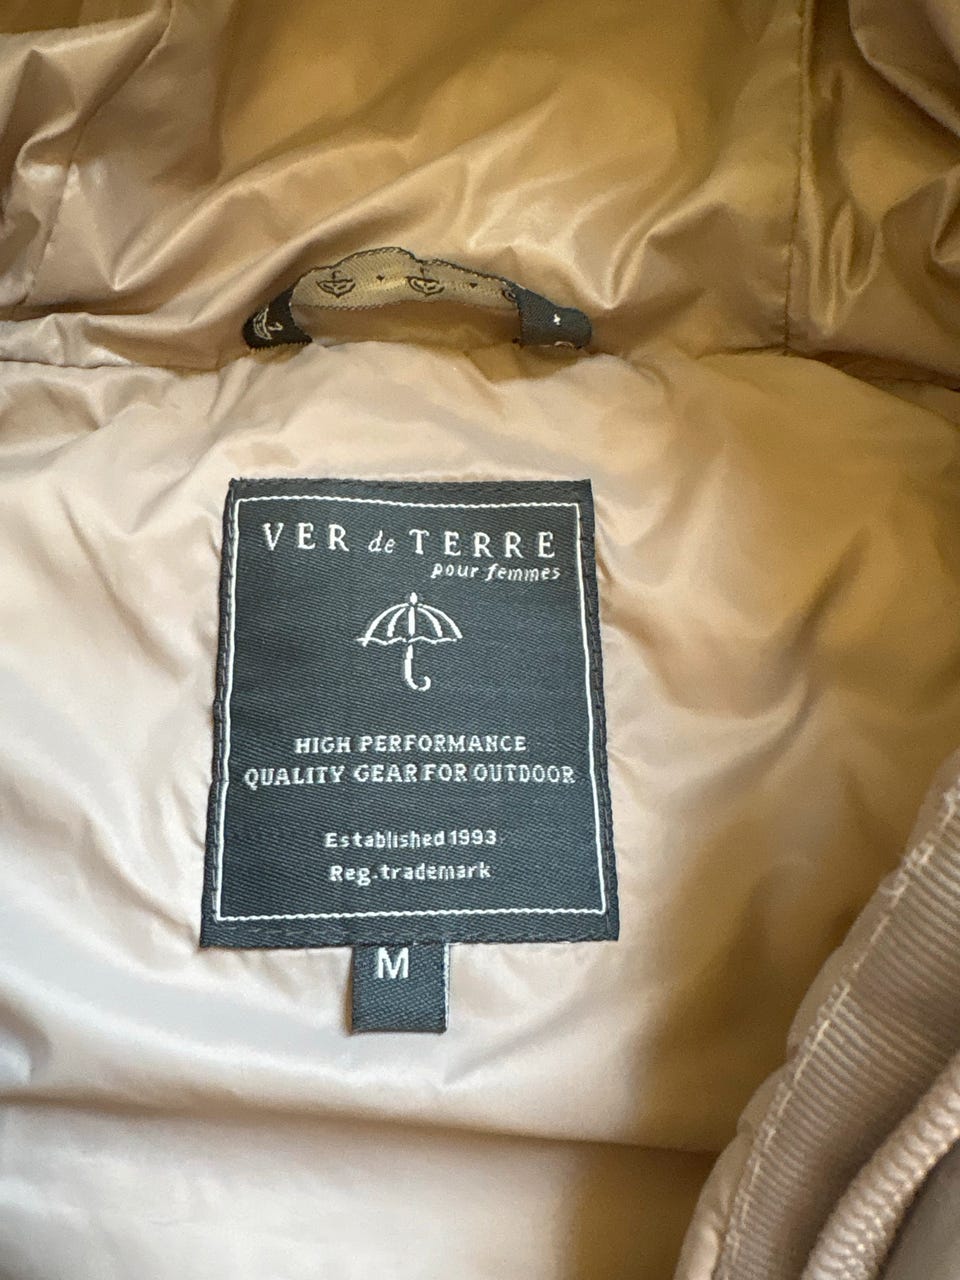 VER de TERRE
pour femmes
HIGH PERFORMANCE
QUALITY GEAR FOR OUTDOOR
Established 1993
Reg. trademark
M